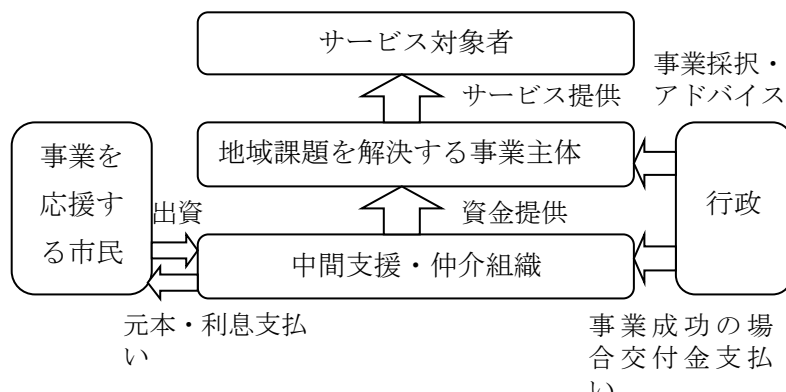 サービス対象者
事業採択・
アドバイス
サービス提供
事業を
応援す
る市民
地域課題を解決する事業主体
行政
出資
資金提供
中間支援・仲介組織
元本・利息支払
い
事業成功の場
合交付金支払
い